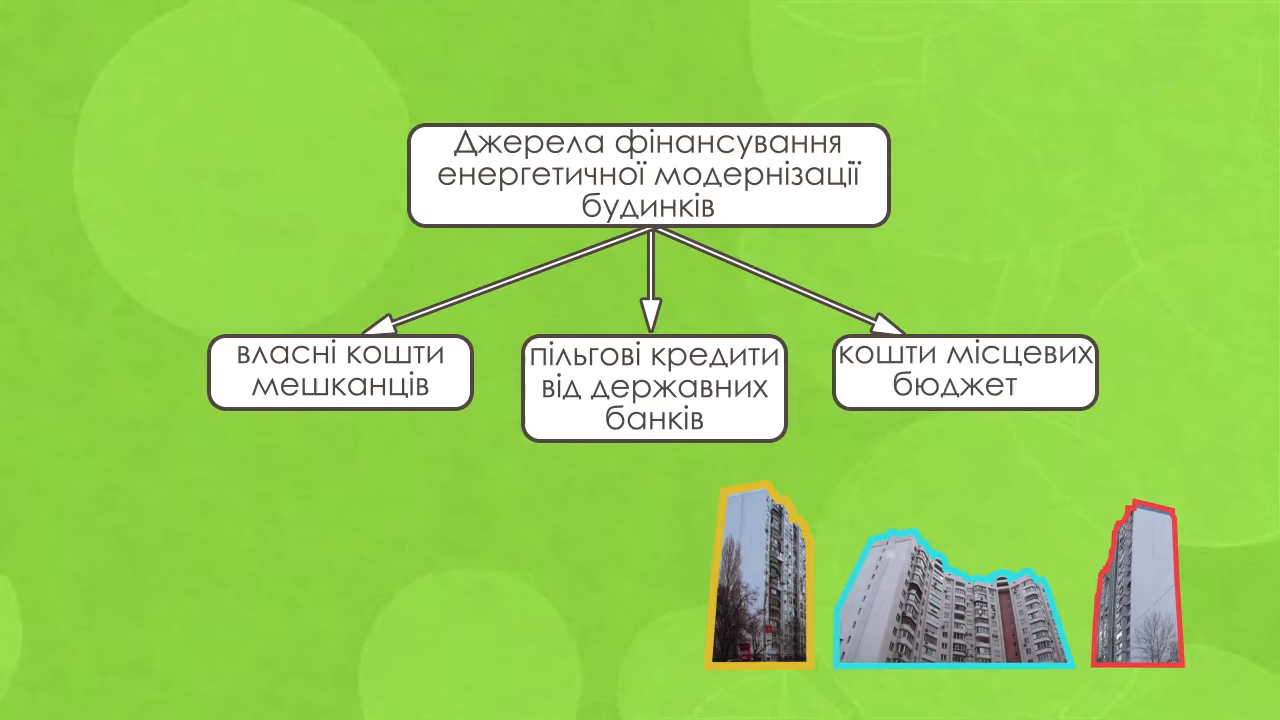 Джерела фінансування
енергетичної модернізації
будинків
власні кошти
мешканців
пільгові кредити
від державних
банків
кошти місцевих
бюджет